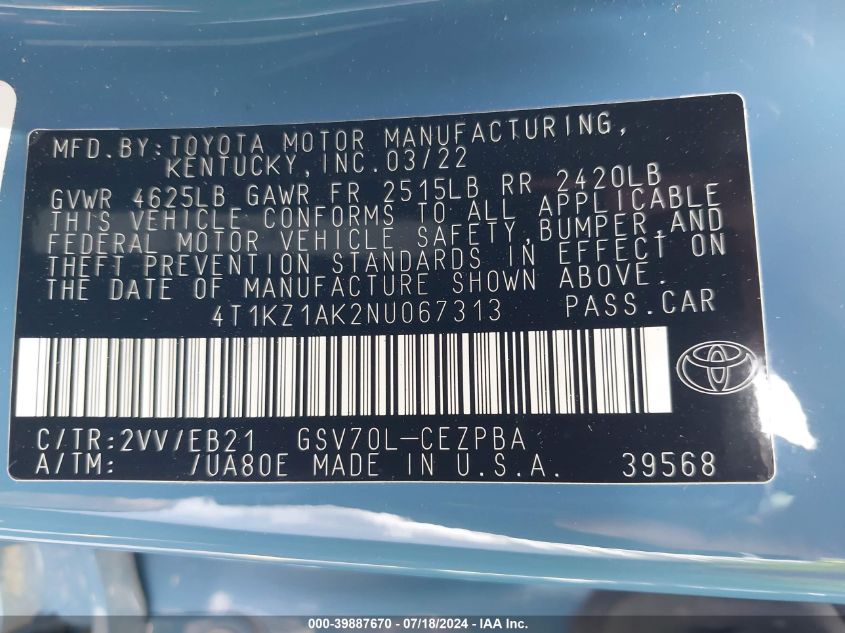 MFD.BY:TOYOTA MOTOR MANUFACTURING,
KENTUCKY,INC.03/22
GVWR 4625LB GAWR FR 2515LB RR 2420LB
THIS VEHICLE CONFORMS TO ALL APPLICABLE
FEDERAL MOTOR VEHICLE SAFETY,BUMPER,AND
THEFT PREVENTION STANDARDS IN EFFECT ON
THE DATE OF MANUFACTURE SHOWN ABOVE.
4T1KZ1AK2NU067313 PASS.CAR
C/TR:2VV/EB21 GSV70L-CEZPBA
A/TM: /UA80E MADE IN U.S.A. 39568
000-39887670 - 07/18/2024 - IAA Inc.